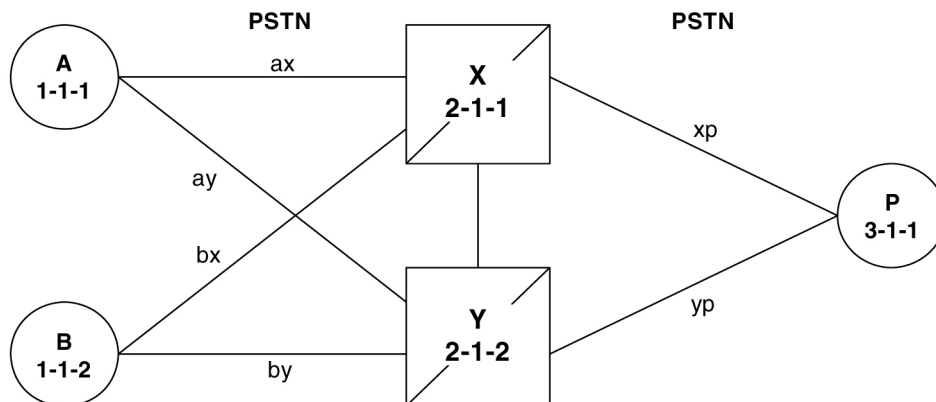 PSTN
PSTN
A
1-1-1
ax
X
2-1-1
xp
ay
P
3-1-1
bx
yp
Y
2-1-2
B
1-1-2
by